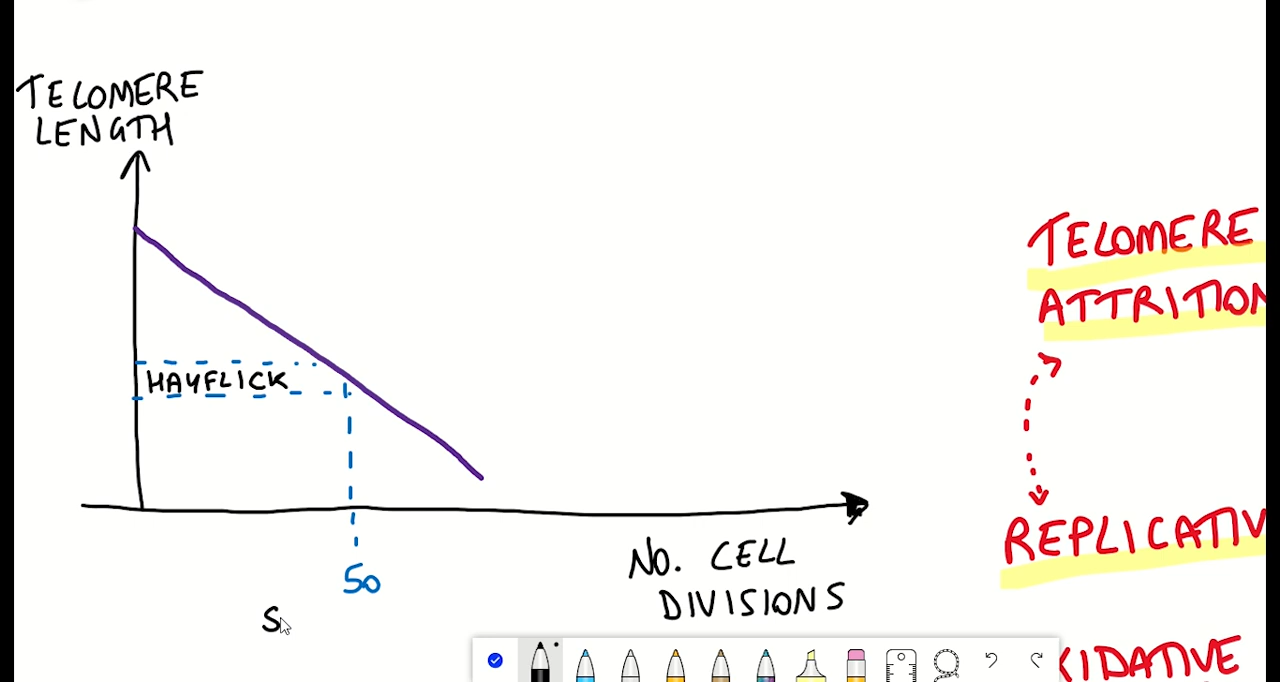 TELOMERE
LENGTH
HAYFLICK
50
NO. CELL
DIVISIONS
S
TELOMERE
ATTRITION
REPLICATIV
XIDATIVE